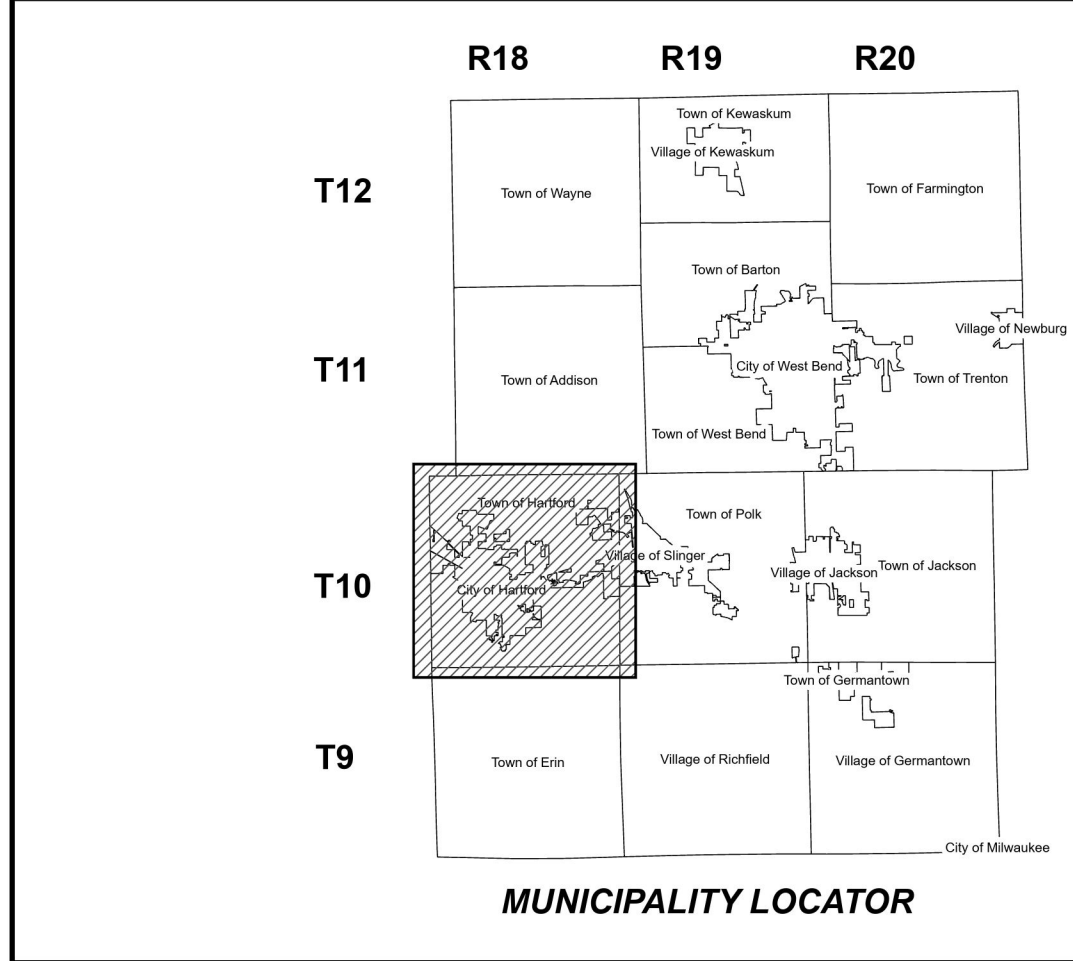 R18 R19 R20
Town of Kewaskum
Village of Kewaskum
T12
Town of Wayne
Town of Farmington
Town of Barton
Village of Newburg
T11
City of West Bend
Town of Addison
Town of Trenton
Town of West Bend
Town of Hartford
Town of Polk
Village of Slinger
T10
Village of Jackson
Town of Jackson
City of Hartford
Town of Germantown
T9
Town of Erin
Village of Richfield
Village of Germantown
City of Milwaukee
MUNICIPALITY LOCATOR